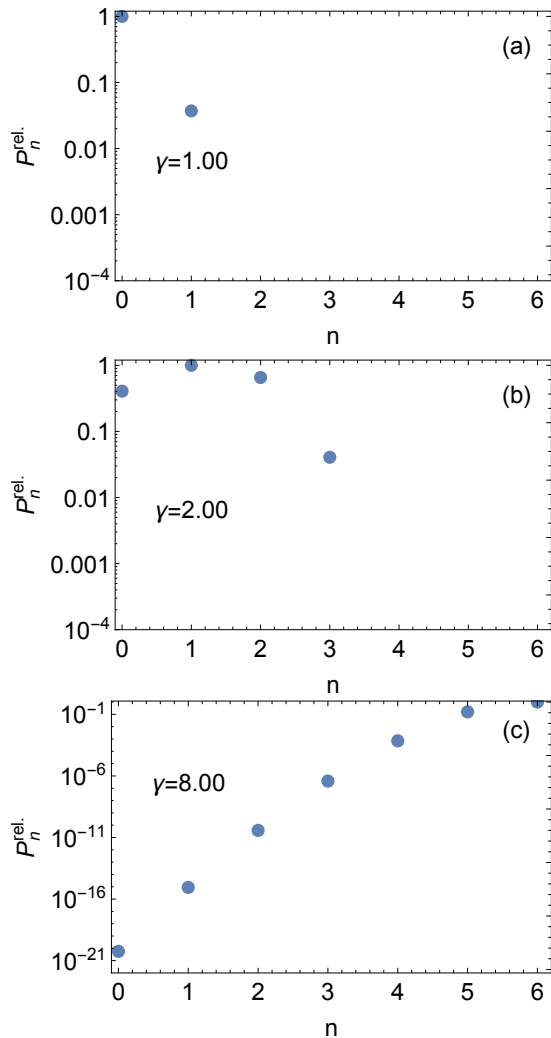 (a)
1
0.1
0.01
0.001
10⁻⁴
P_n^rel.
γ=1.00
0 1 2 3 4 5 6
n
(b)
1
0.1
0.01
0.001
10⁻⁴
P_n^rel.
γ=2.00
0 1 2 3 4 5 6
n
(c)
10⁻¹
10⁻⁶
10⁻¹¹
10⁻¹⁶
10⁻²¹
P_n^rel.
γ=8.00
0 1 2 3 4 5 6
n